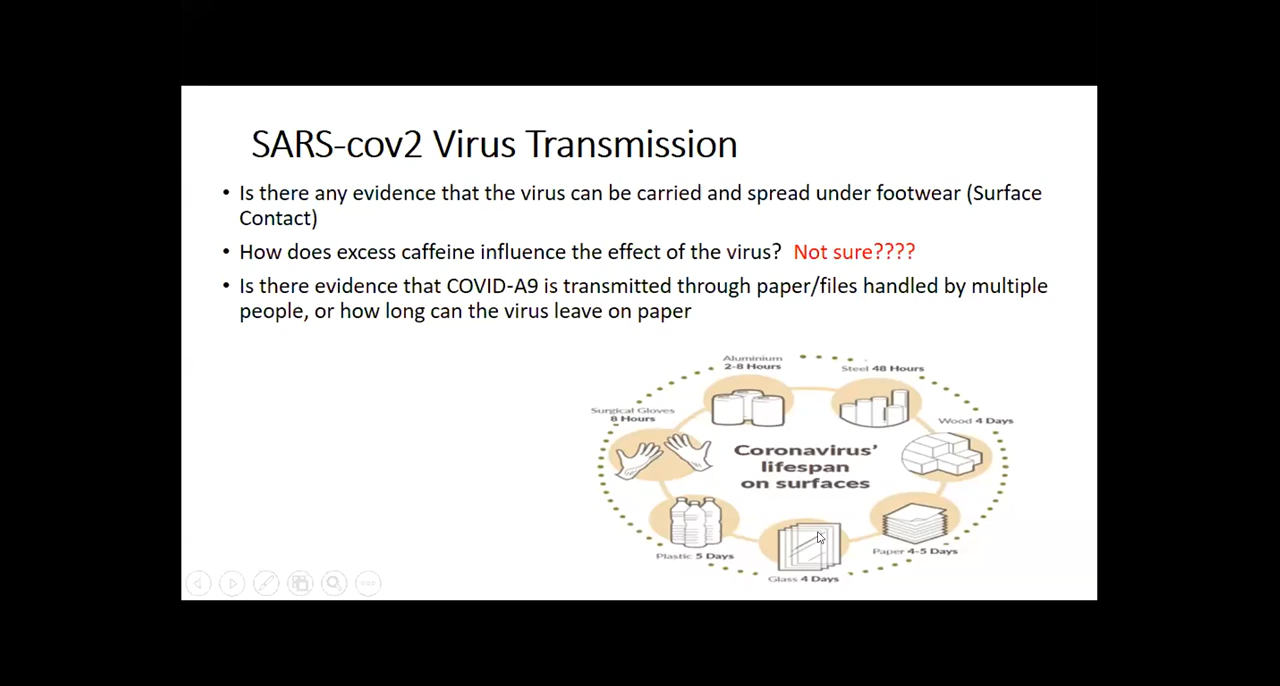 SARS-cov2 Virus Transmission
• Is there any evidence that the virus can be carried and spread under footwear (Surface
Contact)
• How does excess caffeine influence the effect of the virus? Not sure????
• Is there evidence that COVID-A9 is transmitted through paper/files handled by multiple
people, or how long can the virus leave on paper
Aluminium
2-8 Hours
Steel 48 Hours
Surgical Gloves
8 Hours
Wood 4 Days
Coronavirus'
lifespan
on surfaces
Plastic 5 Days
Paper 4-5 Days
Glass 4 Days